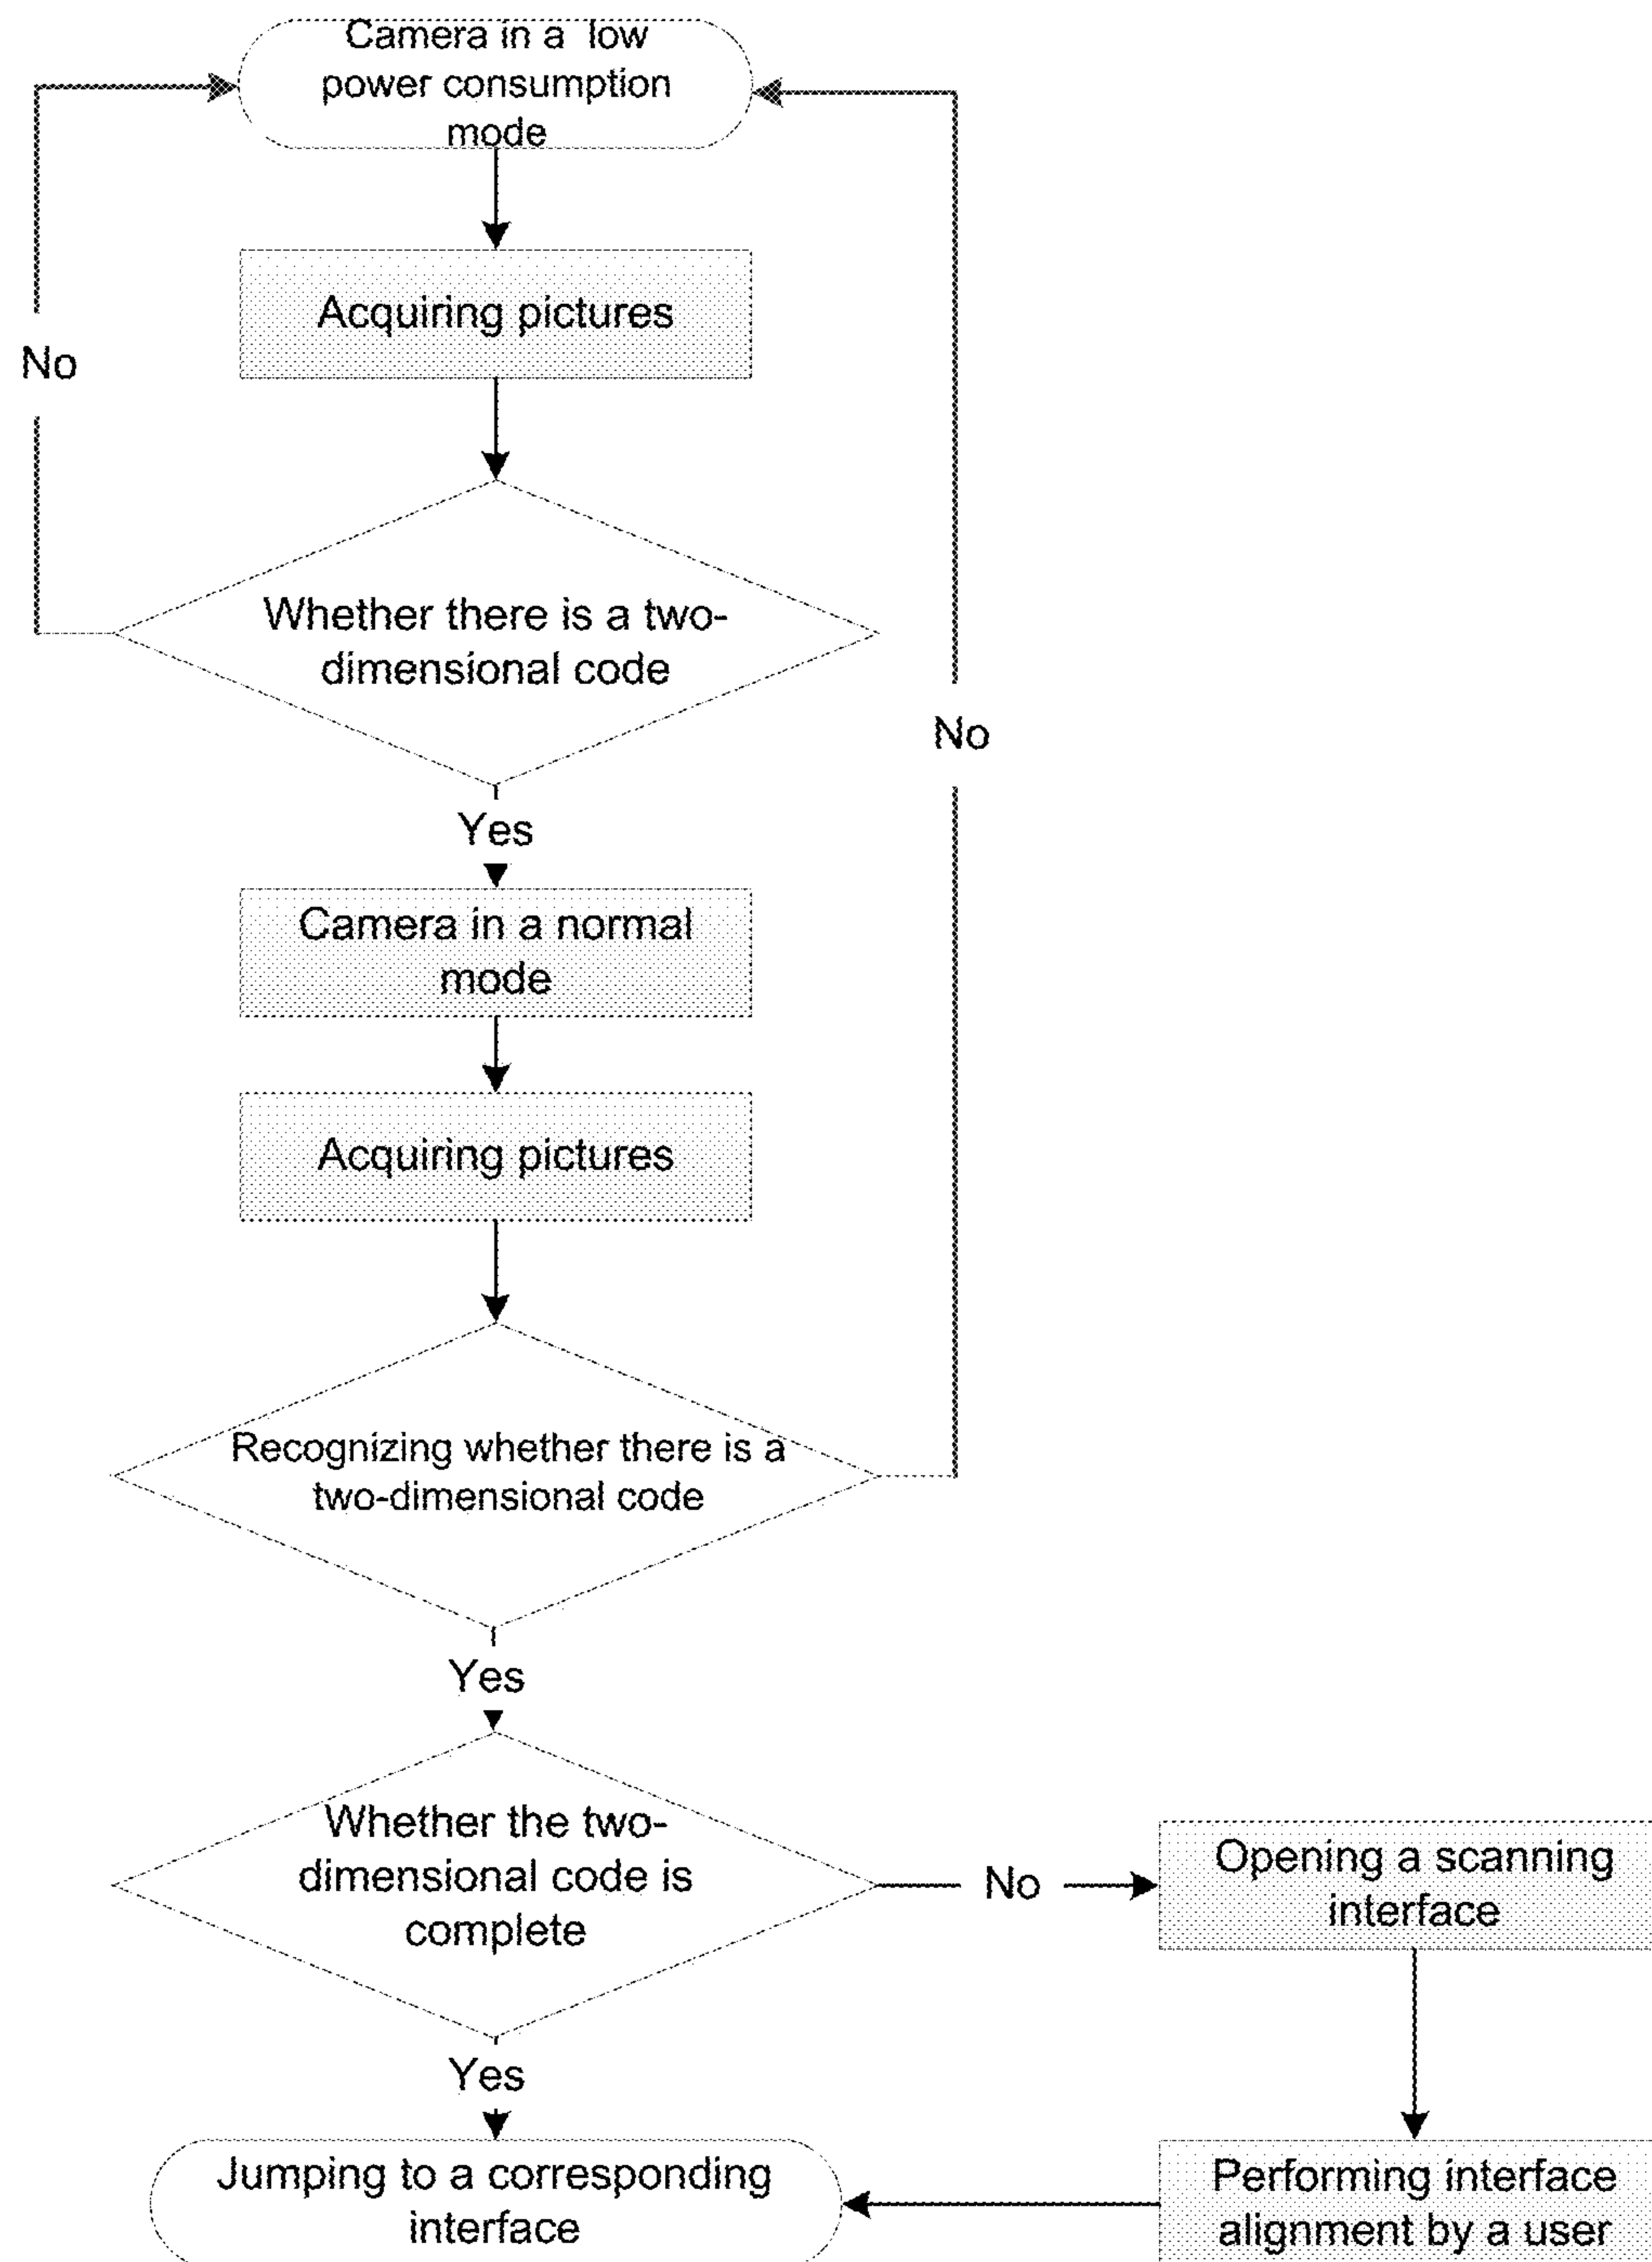 Camera in a low
power consumption
mode
Acquiring pictures
No
Whether there is a two-
dimensional code
No
Yes
Camera in a normal
mode
Acquiring pictures
Recognizing whether there is a
two-dimensional code
Yes
Whether the two-
dimensional code is
complete
No
Opening a scanning
interface
Yes
Jumping to a corresponding
interface
Performing interface
alignment by a user